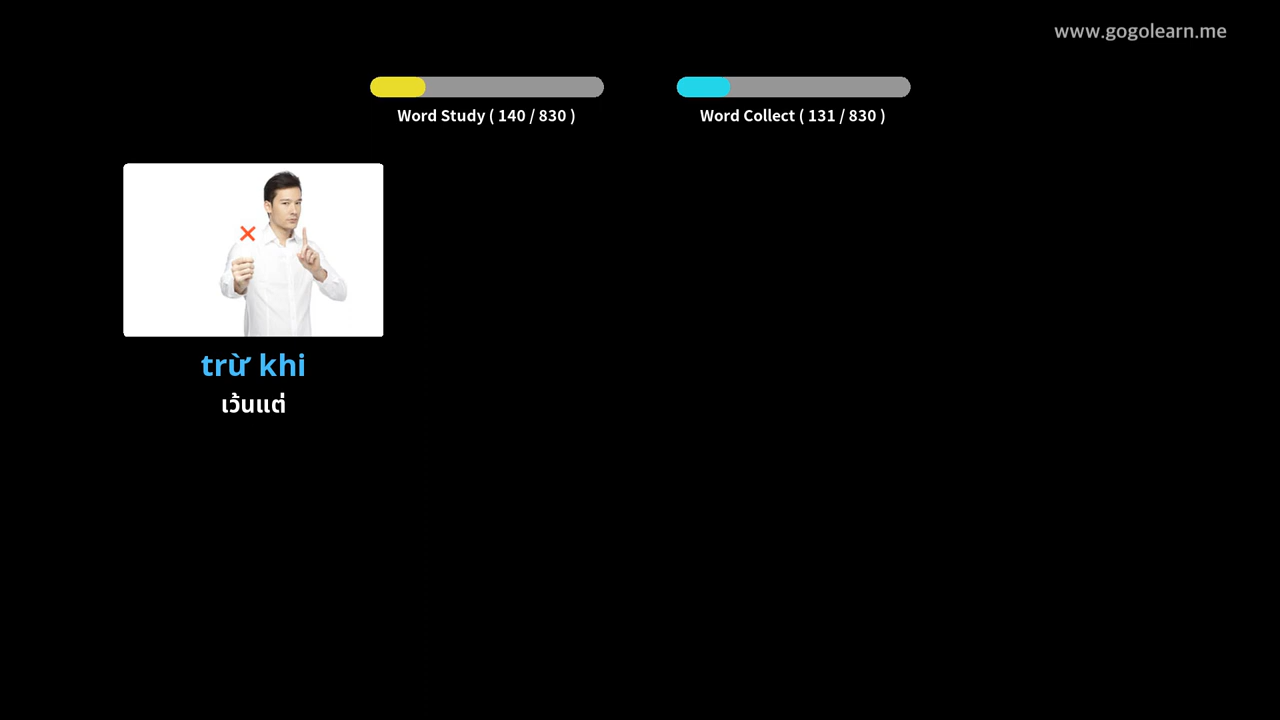 www.gogolearn.me
Word Study ( 140 / 830 )
Word Collect ( 131 / 830 )
trừ khi
เว้นแต่